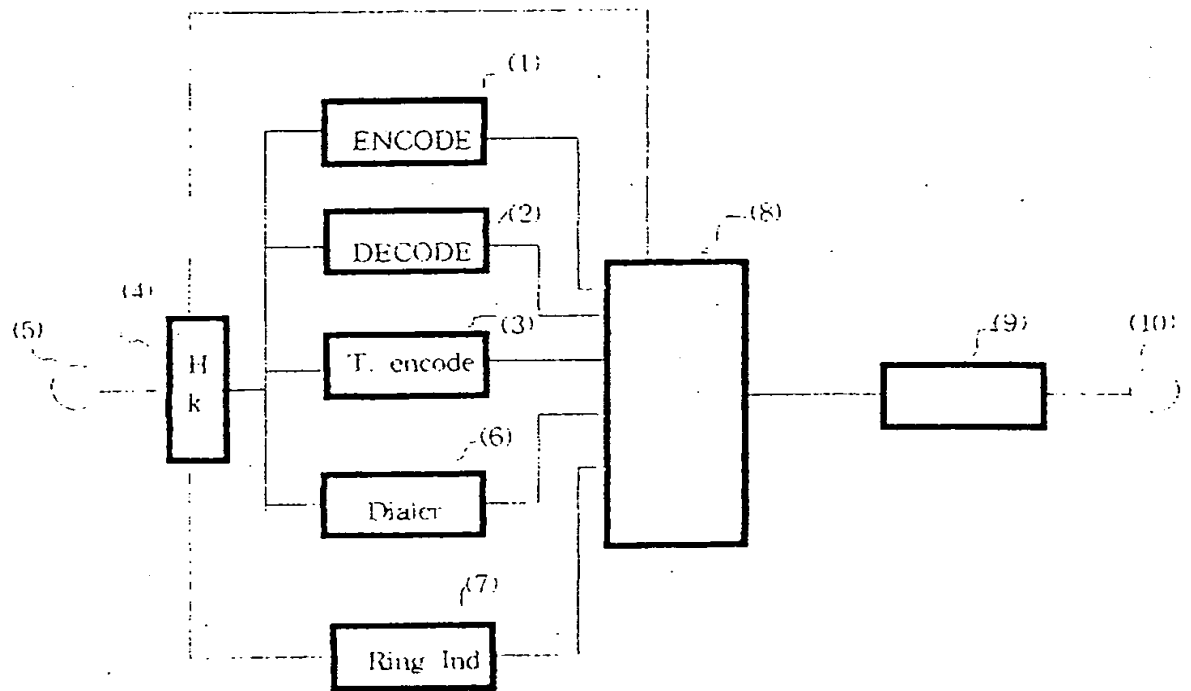 (1)
ENCODE
(2)
DECODE
(8)
(4)
(5)
H
k
(3)
T. encode
(9)
(10)
(6)
Dialer
(7)
Ring Ind